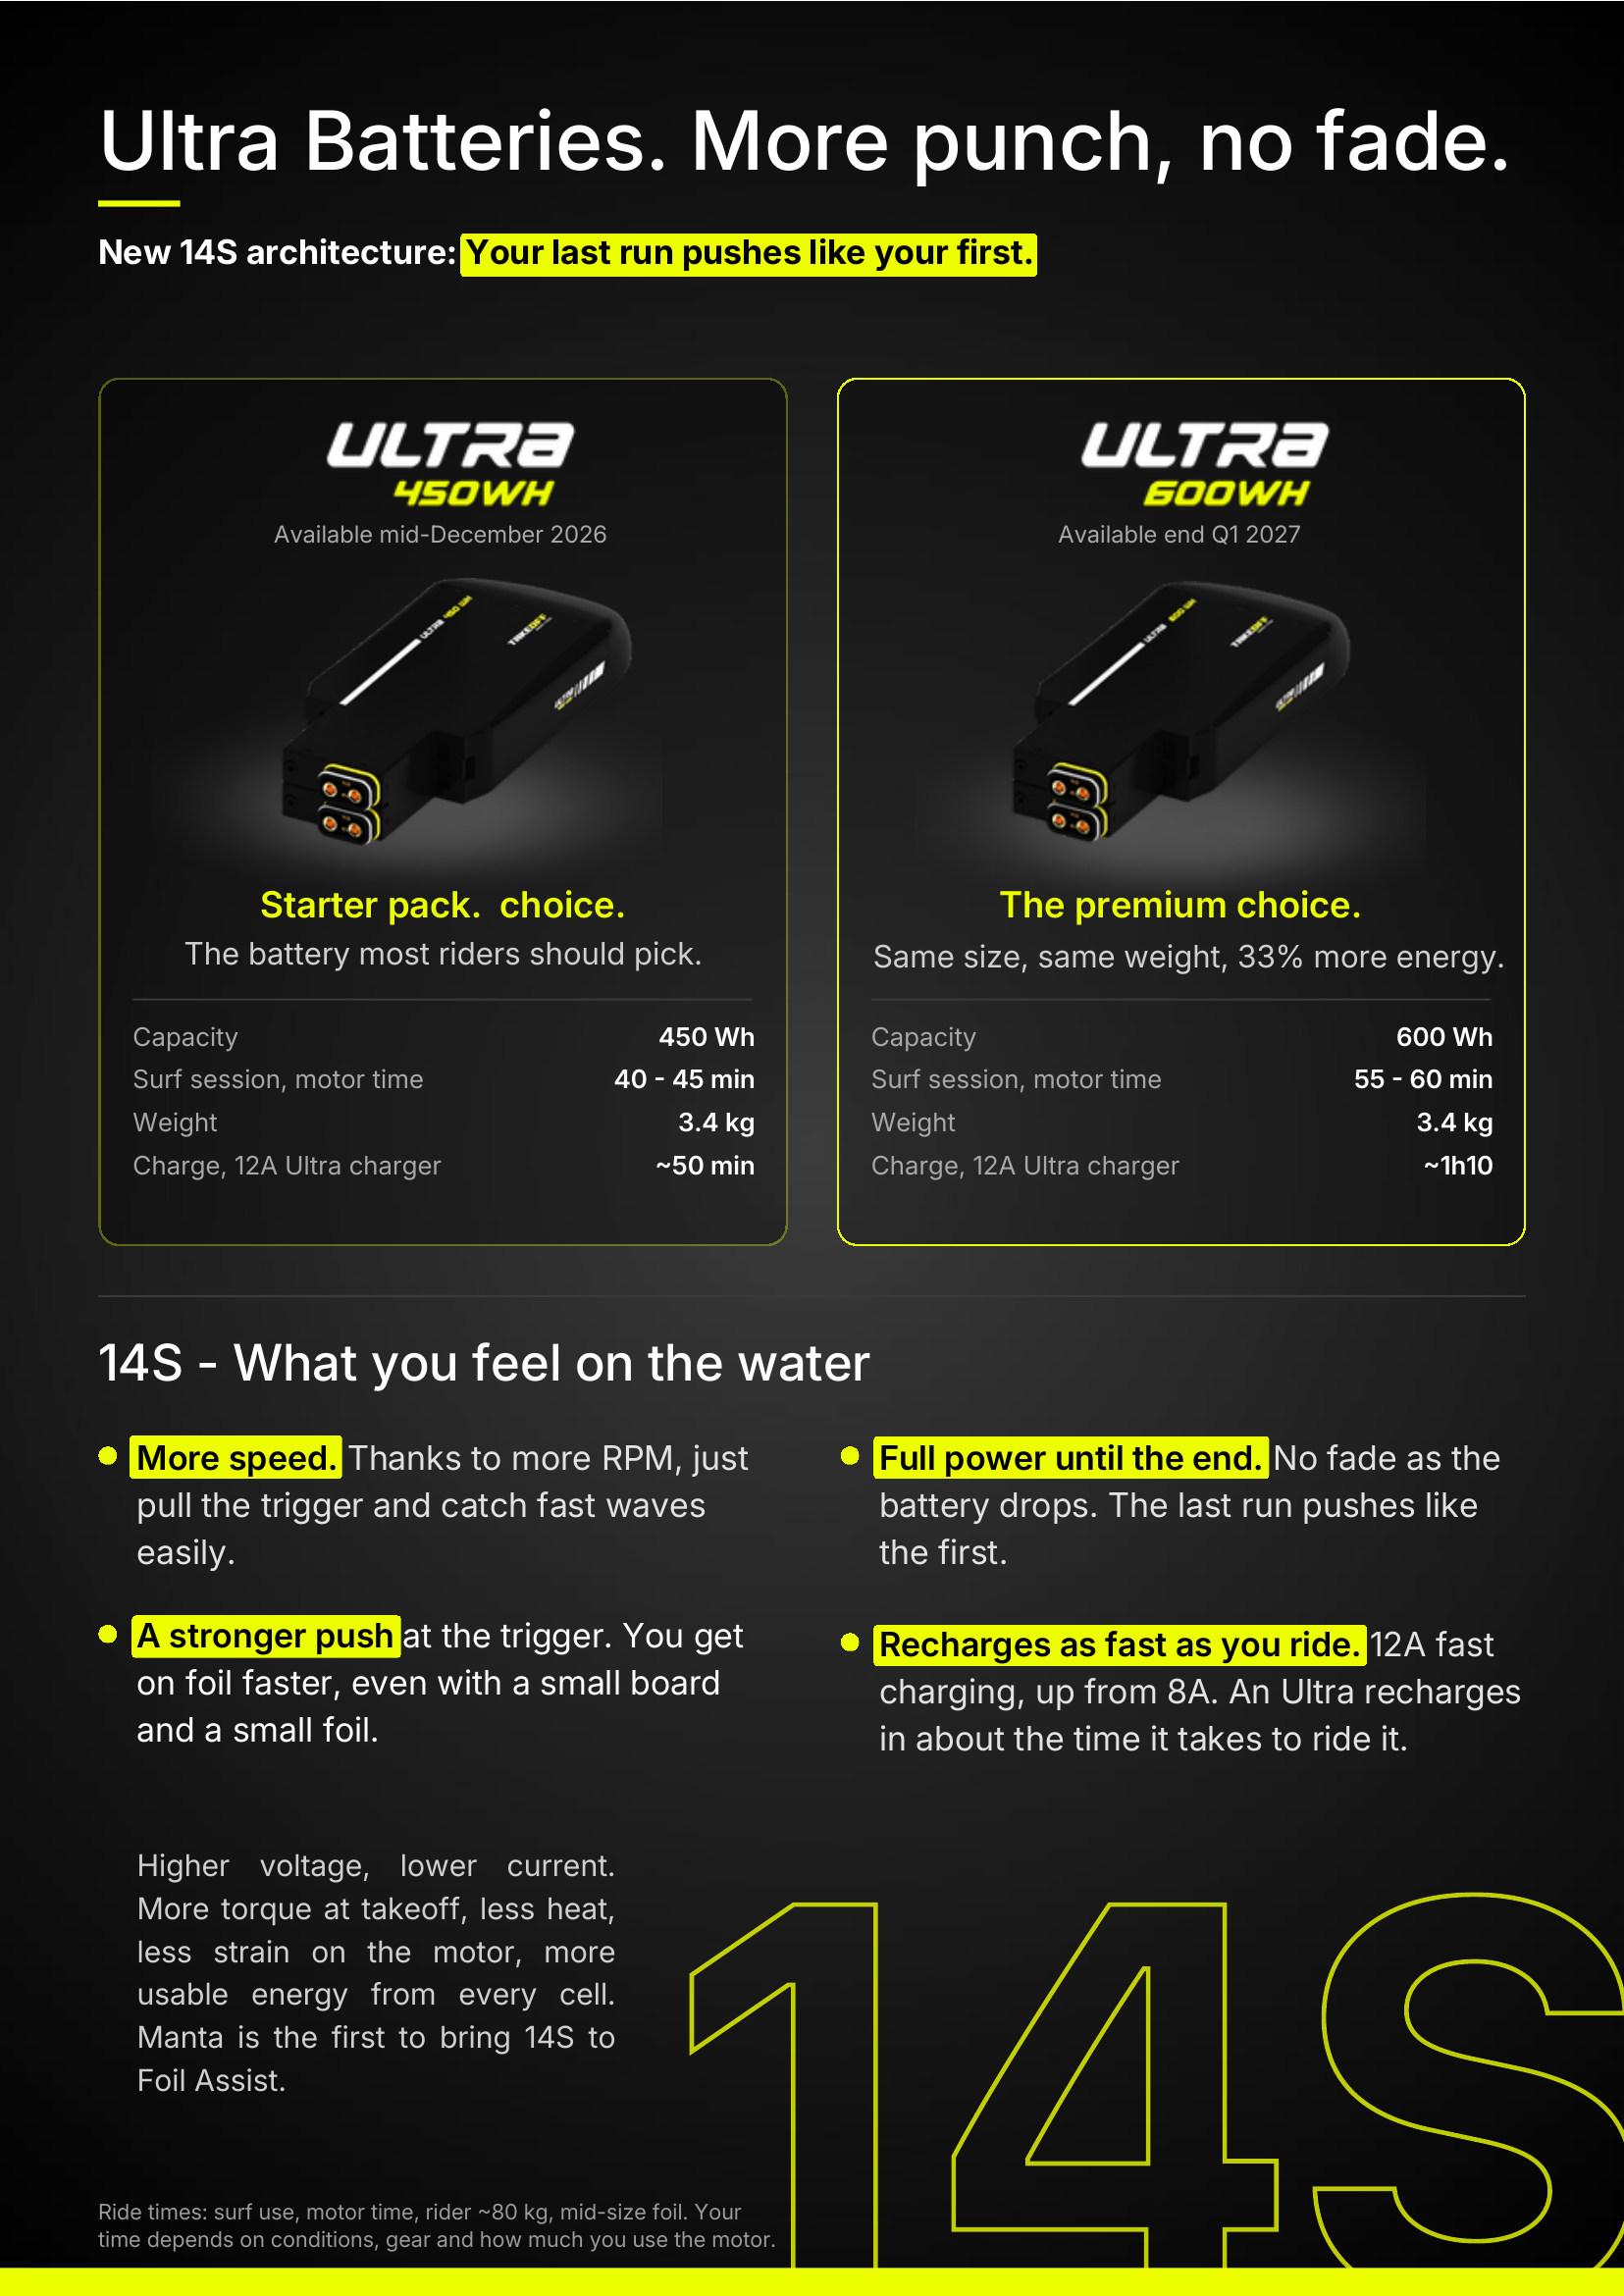 Ultra Batteries. More punch, no fade.
New 14S architecture: Your last run pushes like your first.
ULTRA
450WH
Available mid-December 2026
ULTRA 450 WH
TAKEOFF
ULTRA
Starter pack.  choice.
The battery most riders should pick.
Capacity 450 Wh
Surf session, motor time 40 - 45 min
Weight 3.4 kg
Charge, 12A Ultra charger ~50 min
ULTRA
600WH
Available end Q1 2027
ULTRA 600 WH
TAKEOFF
ULTRA
The premium choice.
Same size, same weight, 33% more energy.
Capacity 600 Wh
Surf session, motor time 55 - 60 min
Weight 3.4 kg
Charge, 12A Ultra charger ~1h10
14S - What you feel on the water
More speed. Thanks to more RPM, just
pull the trigger and catch fast waves
easily.
A stronger push at the trigger. You get
on foil faster, even with a small board
and a small foil.
Full power until the end. No fade as the
battery drops. The last run pushes like
the first.
Recharges as fast as you ride. 12A fast
charging, up from 8A. An Ultra recharges
in about the time it takes to ride it.
Higher voltage, lower current.
More torque at takeoff, less heat,
less strain on the motor, more
usable energy from every cell.
Manta is the first to bring 14S to
Foil Assist.
14S
Ride times: surf use, motor time, rider ~80 kg, mid-size foil. Your
time depends on conditions, gear and how much you use the motor.